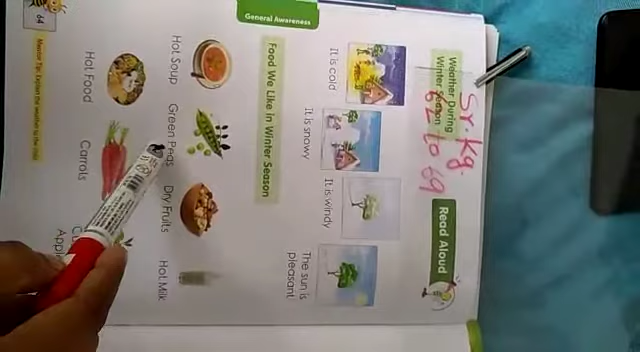 Sr. Kg.
62 to 69
Weather During
Winter Season
Read Aloud
It is cold
It is snowy
It is windy
The sun is
pleasant
General Awareness
Food We Like in Winter Season
Hot Soup
Green Peas
Dry Fruits
Hot Milk
Hot Food
Carrots
64